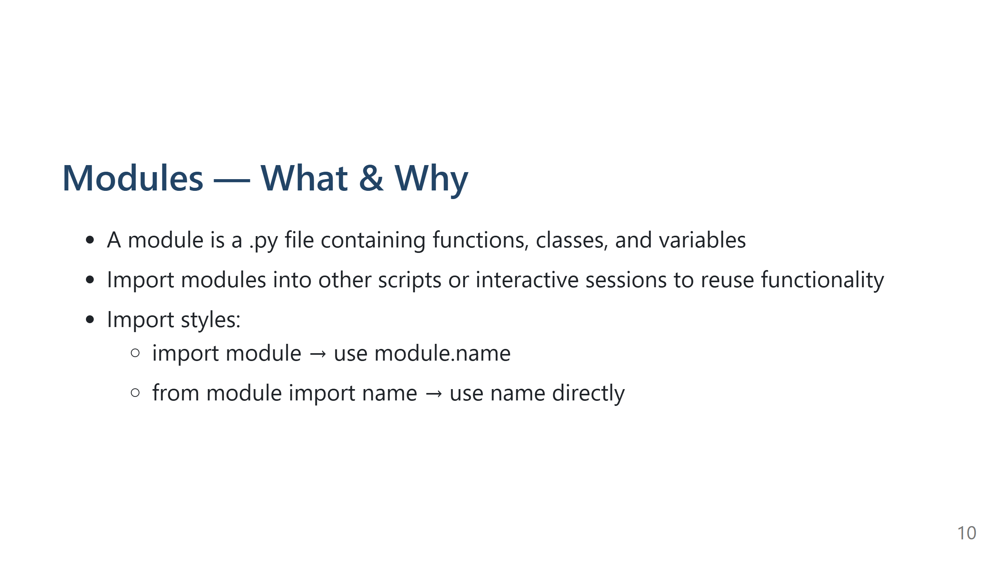 Modules — What & Why
• A module is a .py file containing functions, classes, and variables
• Import modules into other scripts or interactive sessions to reuse functionality
• Import styles:
○ import module → use module.name
○ from module import name → use name directly
10